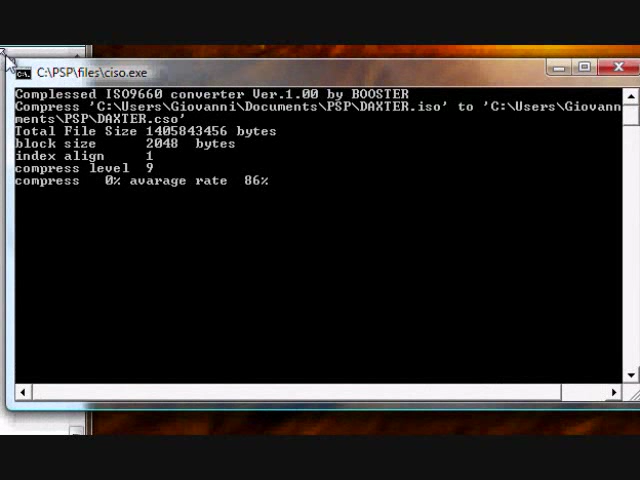 C:\PSP\files\ciso.exe
Complessed ISO9660 converter Ver.1.00 by BOOSTER
Compress 'C:\Users\Giovanni\Documents\PSP\DAXTER.iso' to 'C:\Users\Giovann
ments\PSP\DAXTER.cso'
Total File Size 1405843456 bytes
block size 2048 bytes
index align 1
compress level 9
compress 0% avarage rate 86%